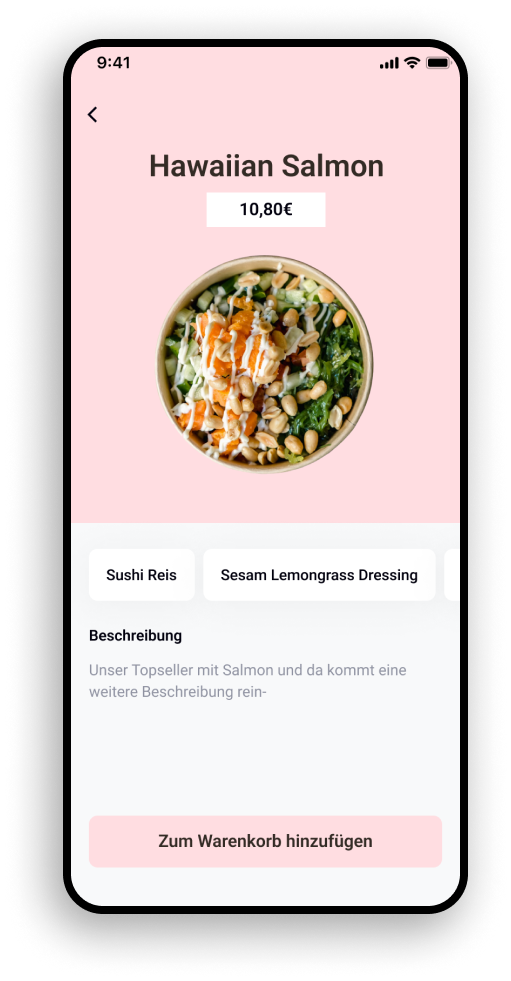 9:41
Hawaiian Salmon
10,80€
Sushi Reis
Sesam Lemongrass Dressing
Beschreibung
Unser Topseller mit Salmon und da kommt eine
weitere Beschreibung rein-
Zum Warenkorb hinzufügen